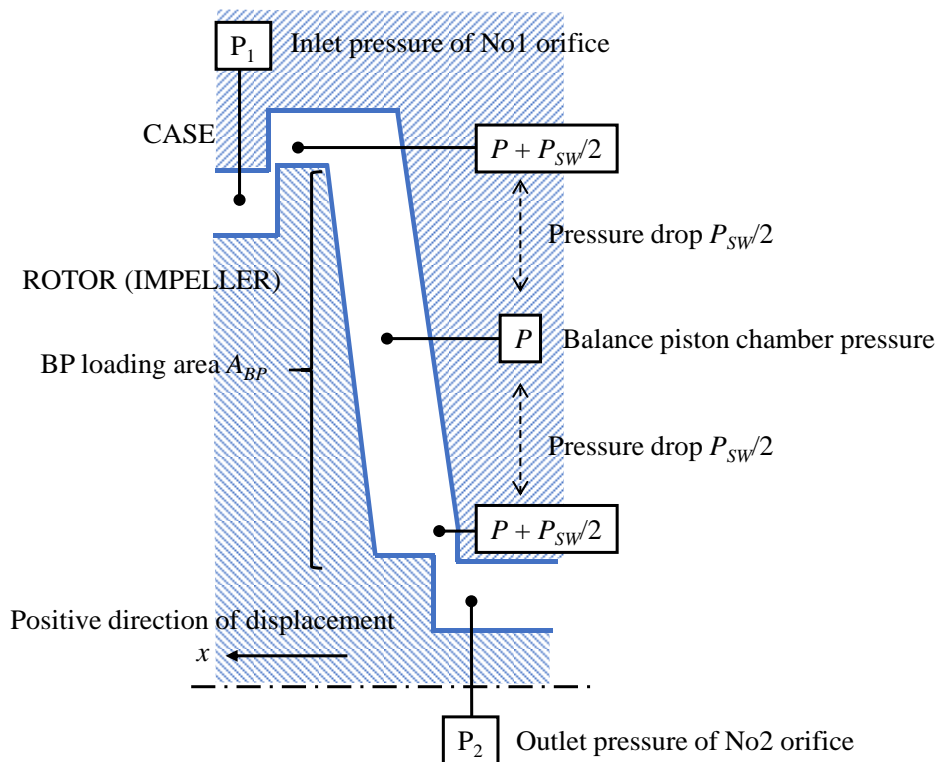 P1 Inlet pressure of No1 orifice
CASE
P + PSW/2
Pressure drop PSW/2
ROTOR (IMPELLER)
P Balance piston chamber pressure
BP loading area ABP
Pressure drop PSW/2
P + PSW/2
Positive direction of displacement
x
P2 Outlet pressure of No2 orifice